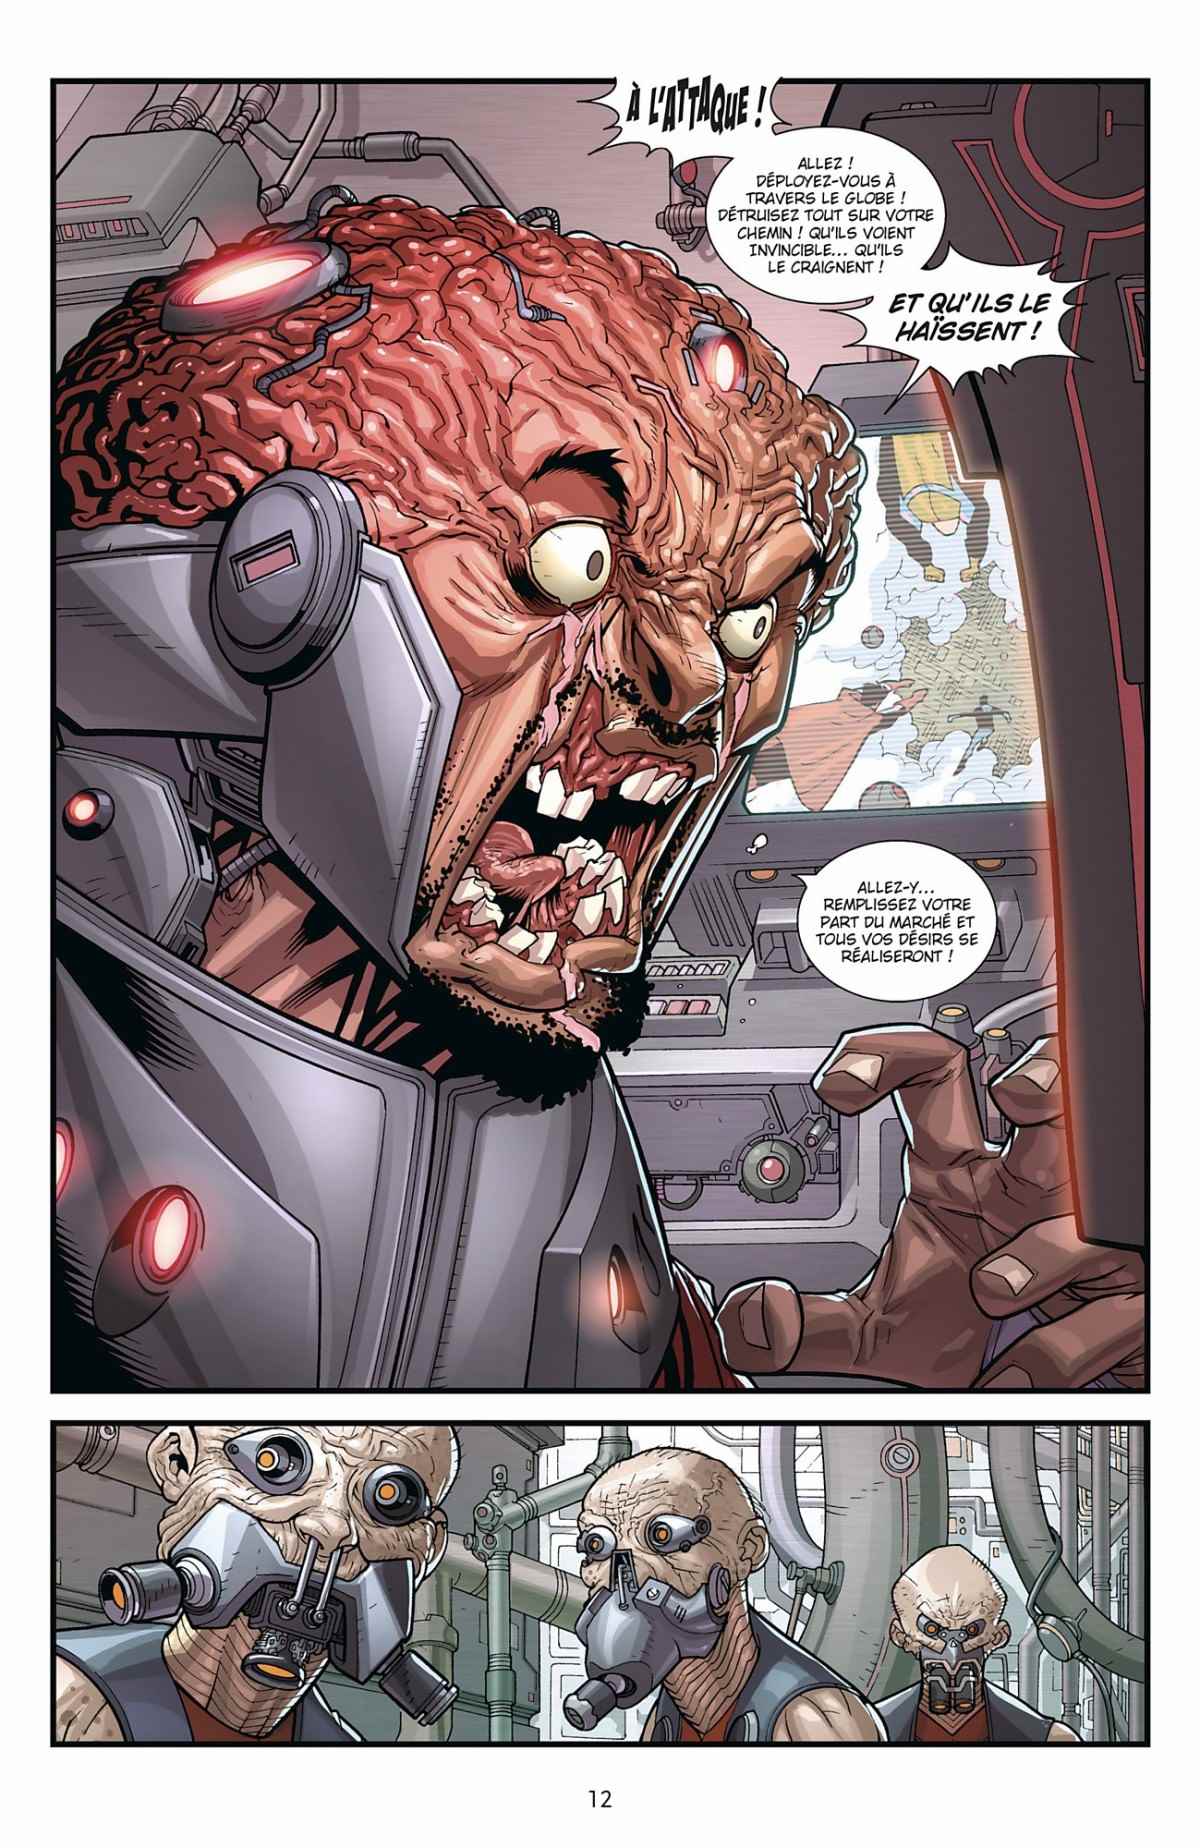 À L'ATTAQUE !
ALLEZ !
DÉPLOYEZ-VOUS À
TRAVERS LE GLOBE !
DÉTRUISEZ TOUT SUR VOTRE
CHEMIN ! QU'ILS VOIENT
INVINCIBLE... QU'ILS
LE CRAIGNENT !
ET QU'ILS LE
HAÏSSENT !
ALLEZ-Y...
REMPLISSEZ VOTRE
PART DU MARCHÉ ET
TOUS VOS DÉSIRS SE
RÉALISERONT !
12